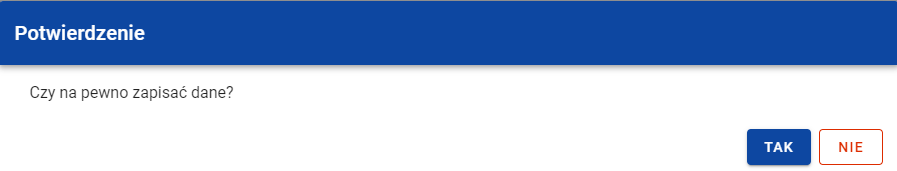 Potwierdzenie
Czy na pewno zapisać dane?
TAK
NIE